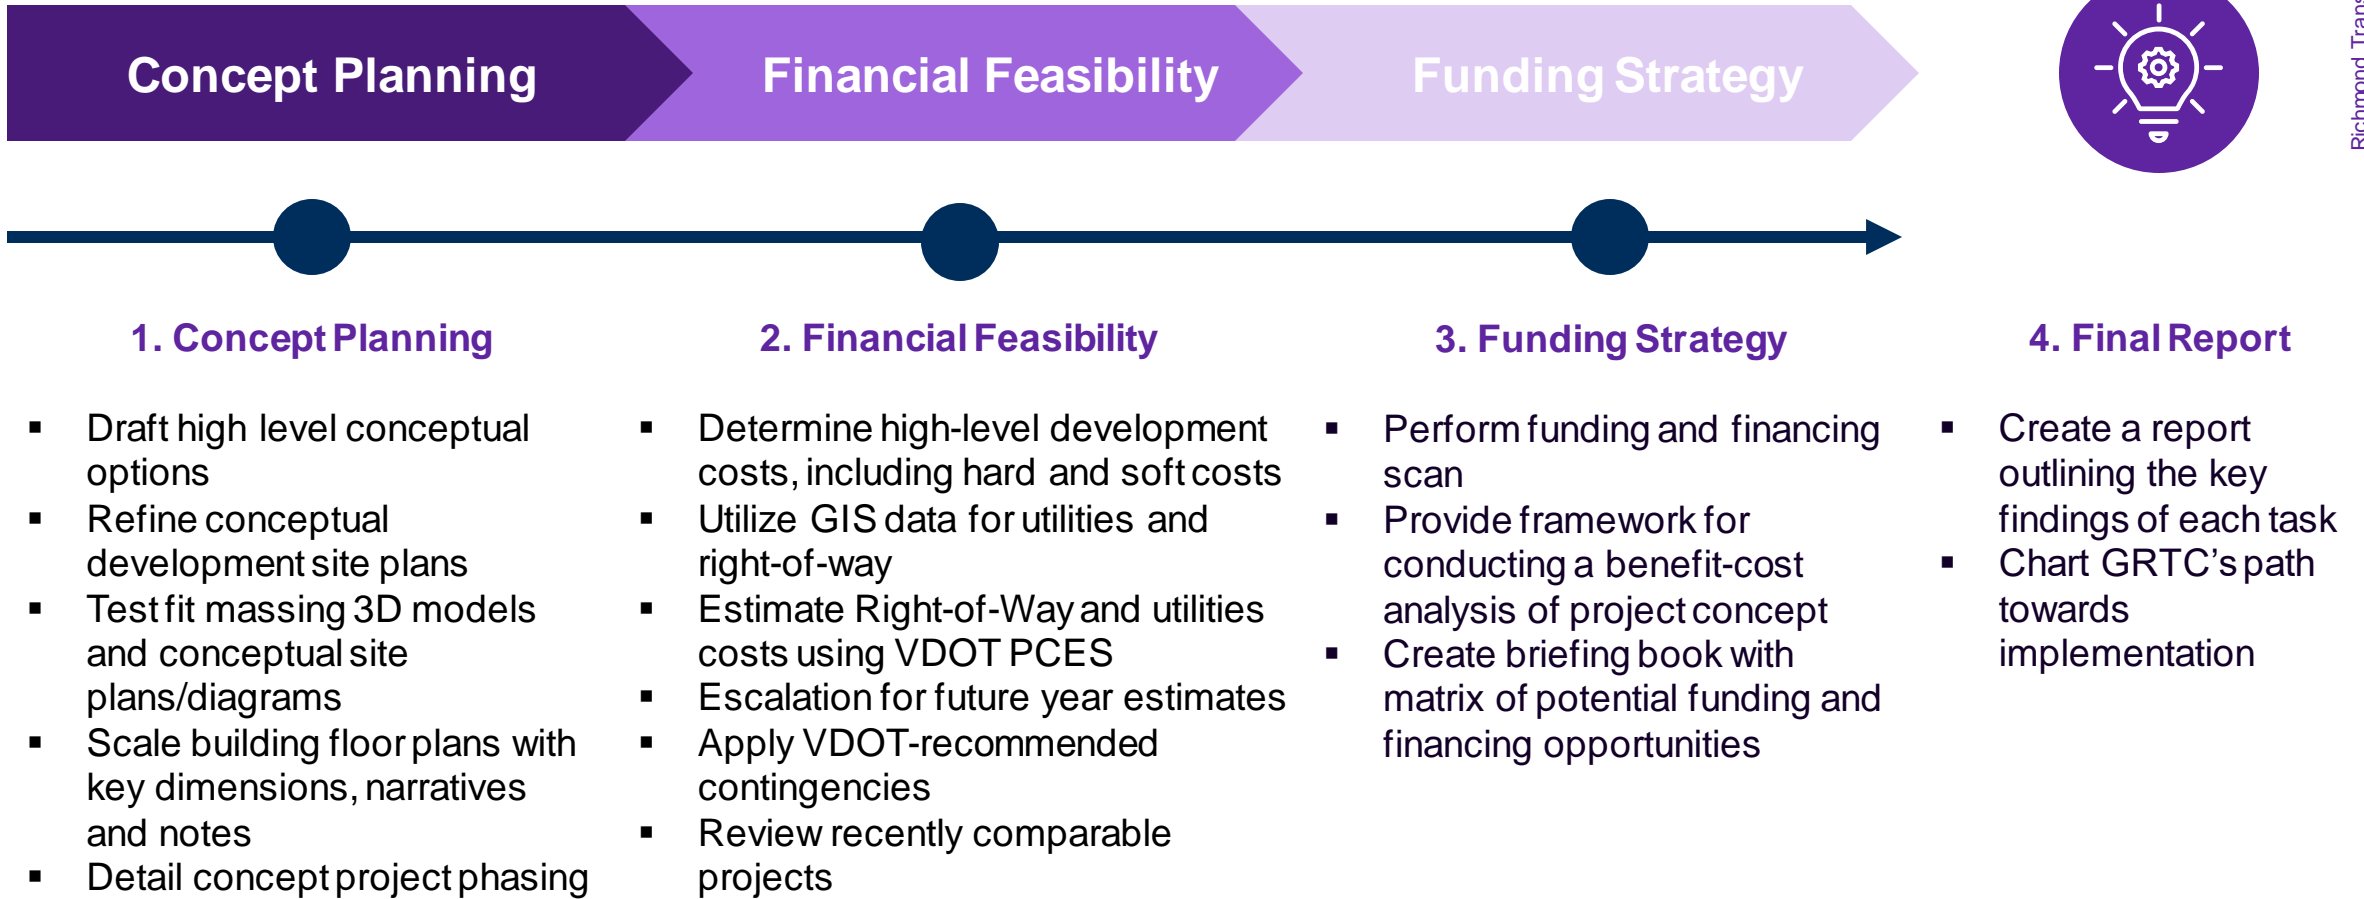 Concept Planning
Financial Feasibility
Funding Strategy
Richmond
1. Concept Planning
▪ Draft high level conceptual
options
▪ Refine conceptual
development site plans
▪ Test fit massing 3D models
and conceptual site
plans/diagrams
▪ Scale building floor plans with
key dimensions, narratives
and notes
▪ Detail concept project phasing
2. Financial Feasibility
▪ Determine high-level development
costs, including hard and soft costs
▪ Utilize GIS data for utilities and
right-of-way
▪ Estimate Right-of-Way and utilities
costs using VDOT PCES
▪ Escalation for future year estimates
▪ Apply VDOT-recommended
contingencies
▪ Review recently comparable
projects
3. Funding Strategy
▪ Perform funding and financing
scan
▪ Provide framework for
conducting a benefit-cost
analysis of project concept
▪ Create briefing book with
matrix of potential funding and
financing opportunities
4. Final Report
▪ Create a report
outlining the key
findings of each task
▪ Chart GRTC’s path
towards
implementation